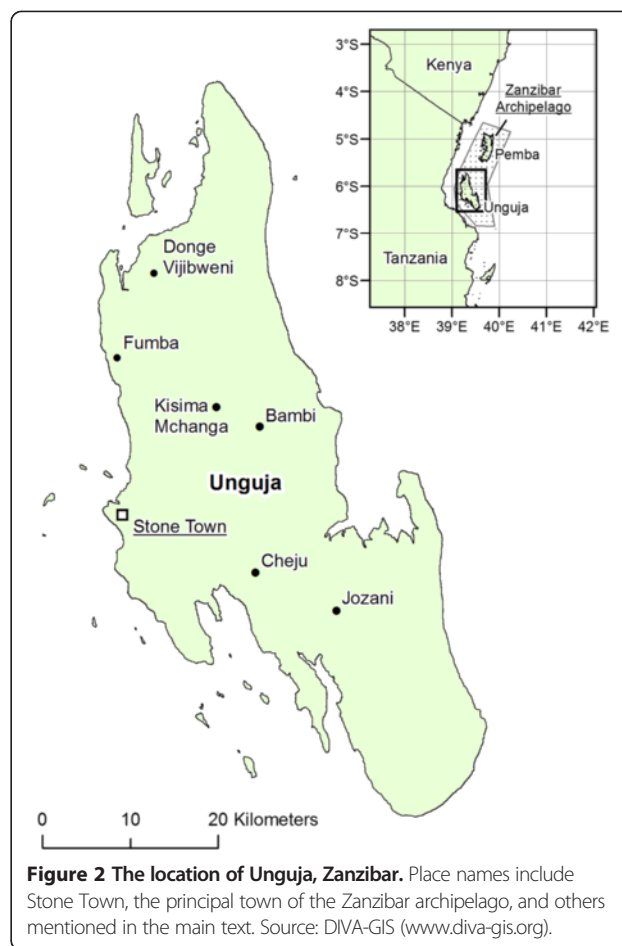 3°S
4°S
5°S
6°S
7°S
8°S
Kenya
Zanzibar
Archipelago
Pemba
Unguja
Tanzania
38°E
39°E
40°E
41°E
42°E
Donge
Vijibweni
Fumba
Kisima
Mchanga
Bambi
Unguja
Stone Town
Cheju
Jozani
0
10
20 Kilometers
Figure 2 The location of Unguja, Zanzibar. Place names include
Stone Town, the principal town of the Zanzibar archipelago, and others
mentioned in the main text. Source: DIVA-GIS (www.diva-gis.org).